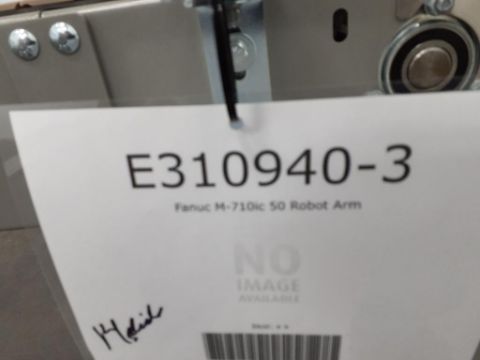 E310940-3
Fanuc M-710ic 50 Robot Arm
NO
IMAGE
AVAILABLE